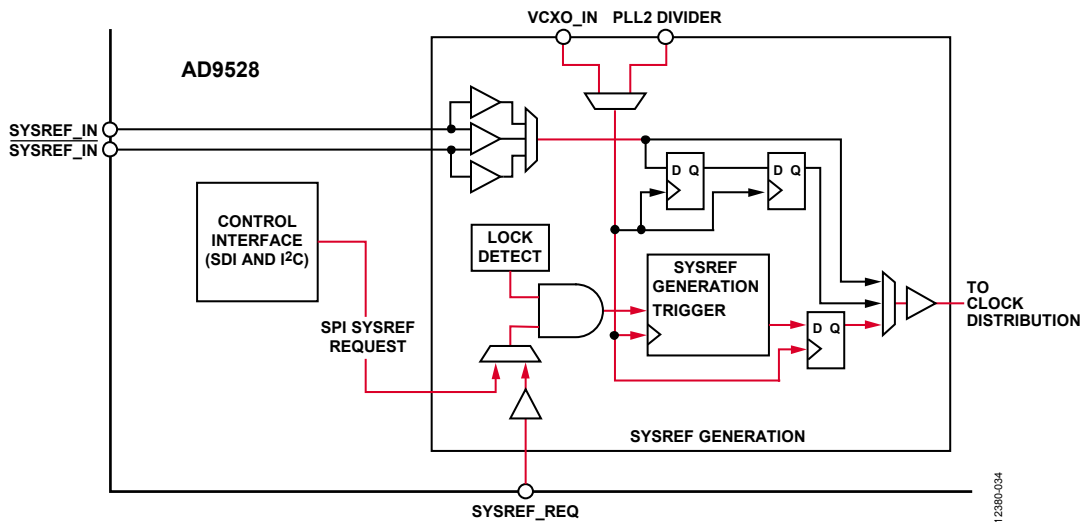 VCXO_IN PLL2 DIVIDER
AD9528
SYSREF_IN
SYSREF_IN
D Q
D Q
CONTROL
INTERFACE
(SDI AND I²C)
LOCK
DETECT
SYSREF
GENERATION
TRIGGER
TO
CLOCK
DISTRIBUTION
D Q
SPI SYSREF
REQUEST
SYSREF GENERATION
SYSREF_REQ
12380-034